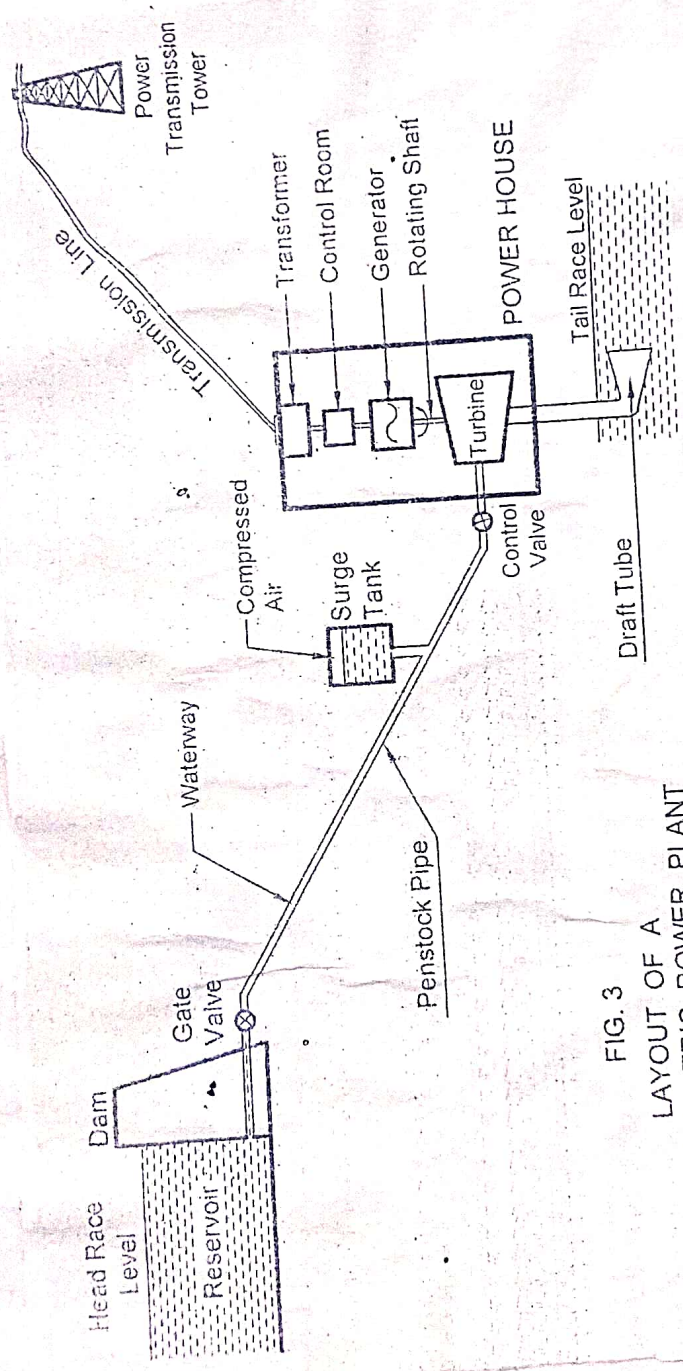 Head Race
Level
Reservoir
Dam
Gate
Valve
Waterway
Penstock Pipe
Compressed
Air
Surge
Tank
Control
Valve
Transmission Line
Power
Transmission
Tower
Transformer
Control Room
Generator
Rotating Shaft
Turbine
POWER HOUSE
Tail Race Level
Draft Tube
FIG. 3
LAYOUT OF A
POWER PLANT